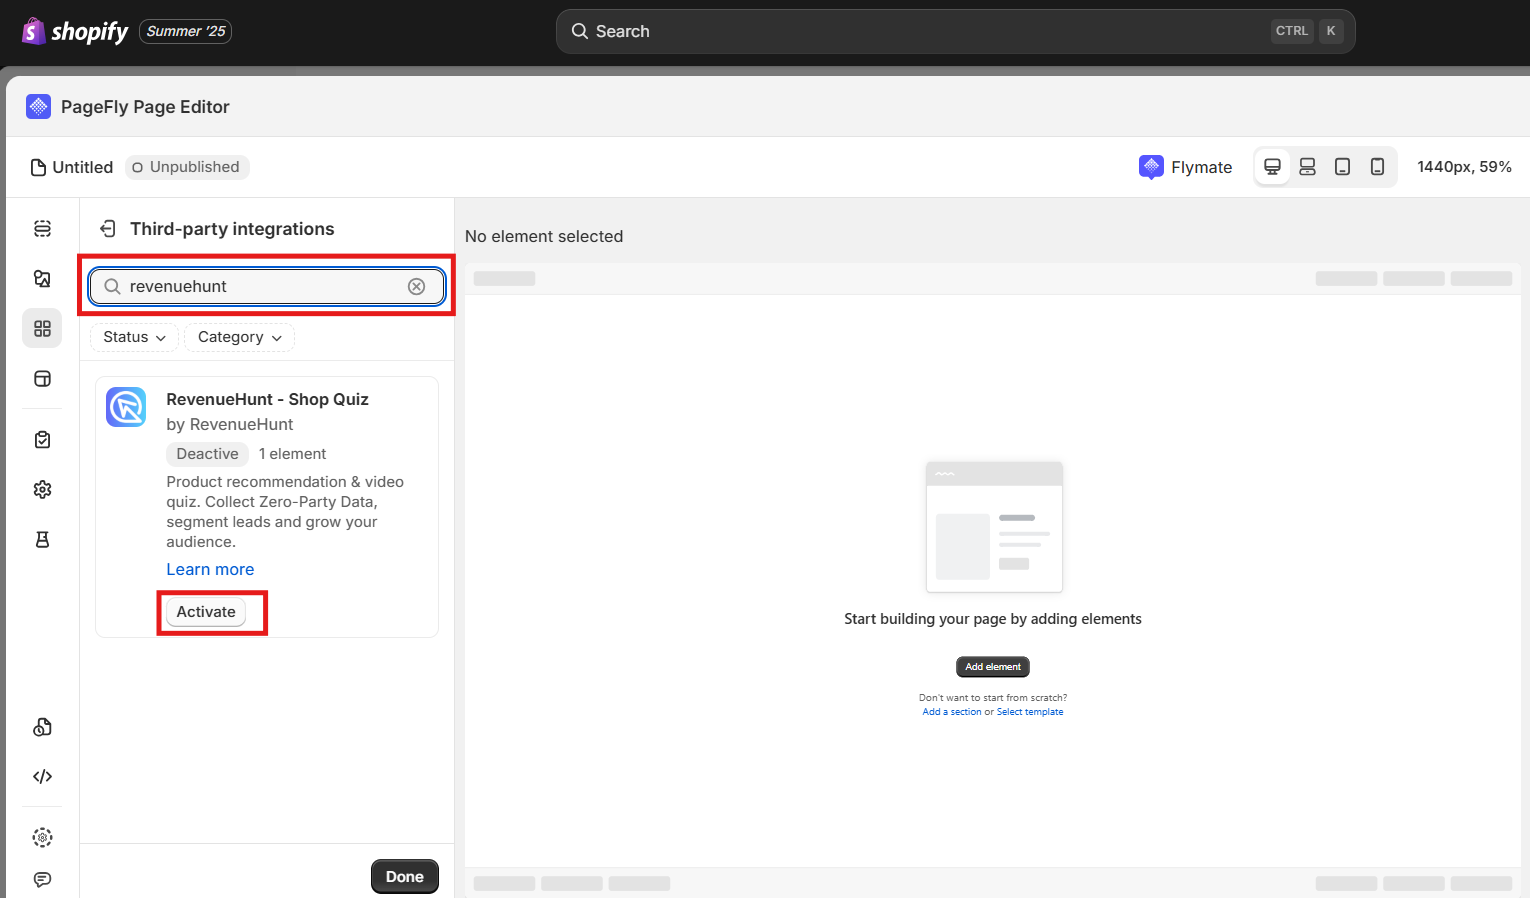 shopify Summer '25
Search CTRL K
PageFly Page Editor
Untitled Unpublished
Flymate 1440px, 59%
Third-party integrations
revenuehunt
Status Category
RevenueHunt - Shop Quiz
by RevenueHunt
Deactive 1 element
Product recommendation & video
quiz. Collect Zero-Party Data,
segment leads and grow your
audience.
Learn more
Activate
Done
No element selected
Start building your page by adding elements
Add element
Don't want to start from scratch?
Add a section or Select template